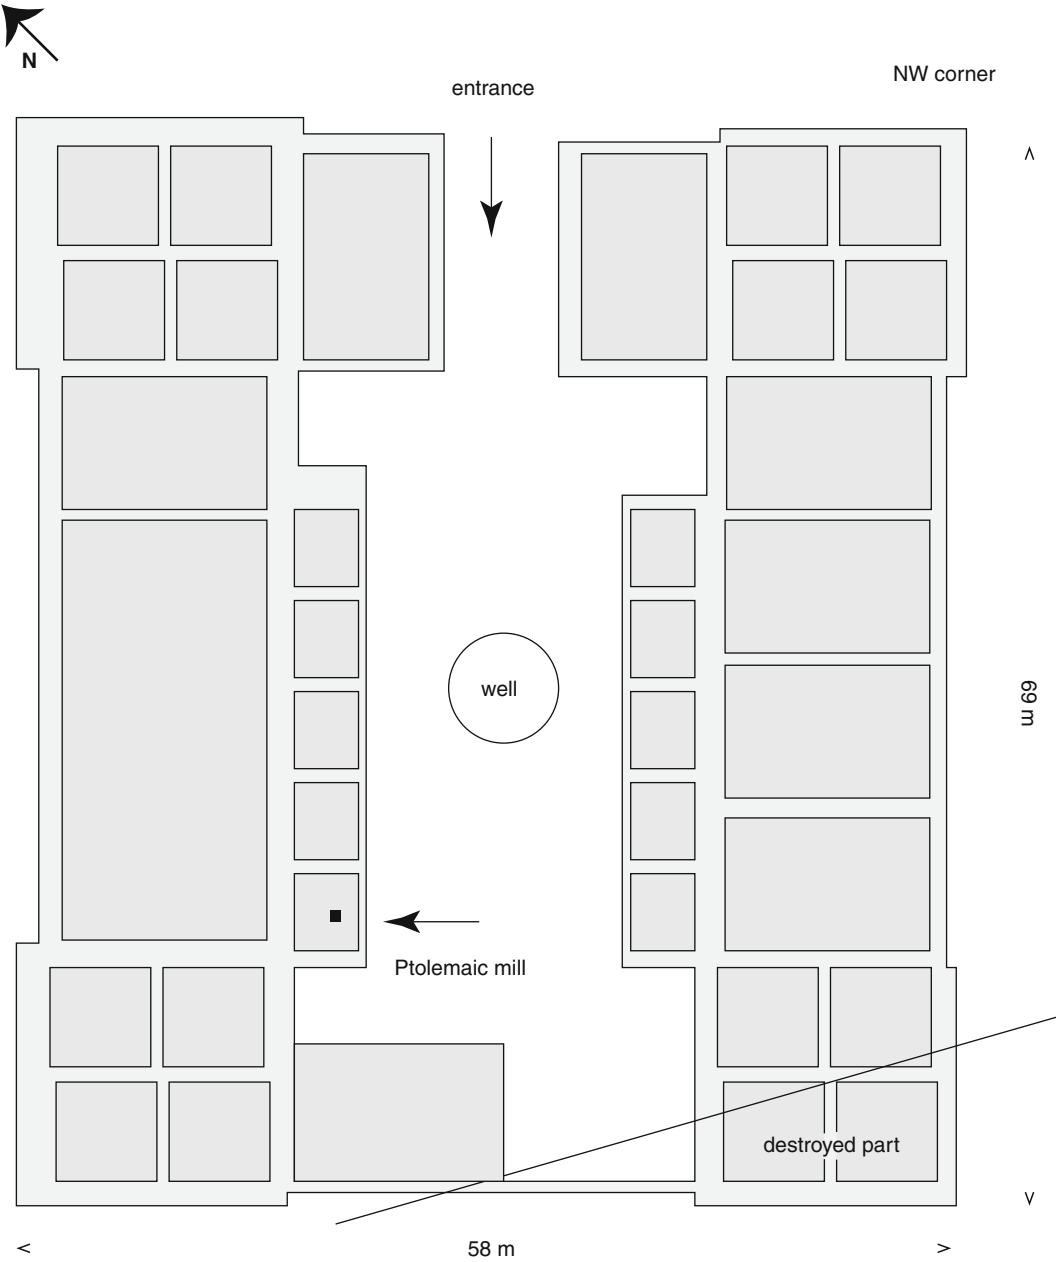 N
entrance
NW corner
well
69 m
Ptolemaic mill
destroyed part
58 m